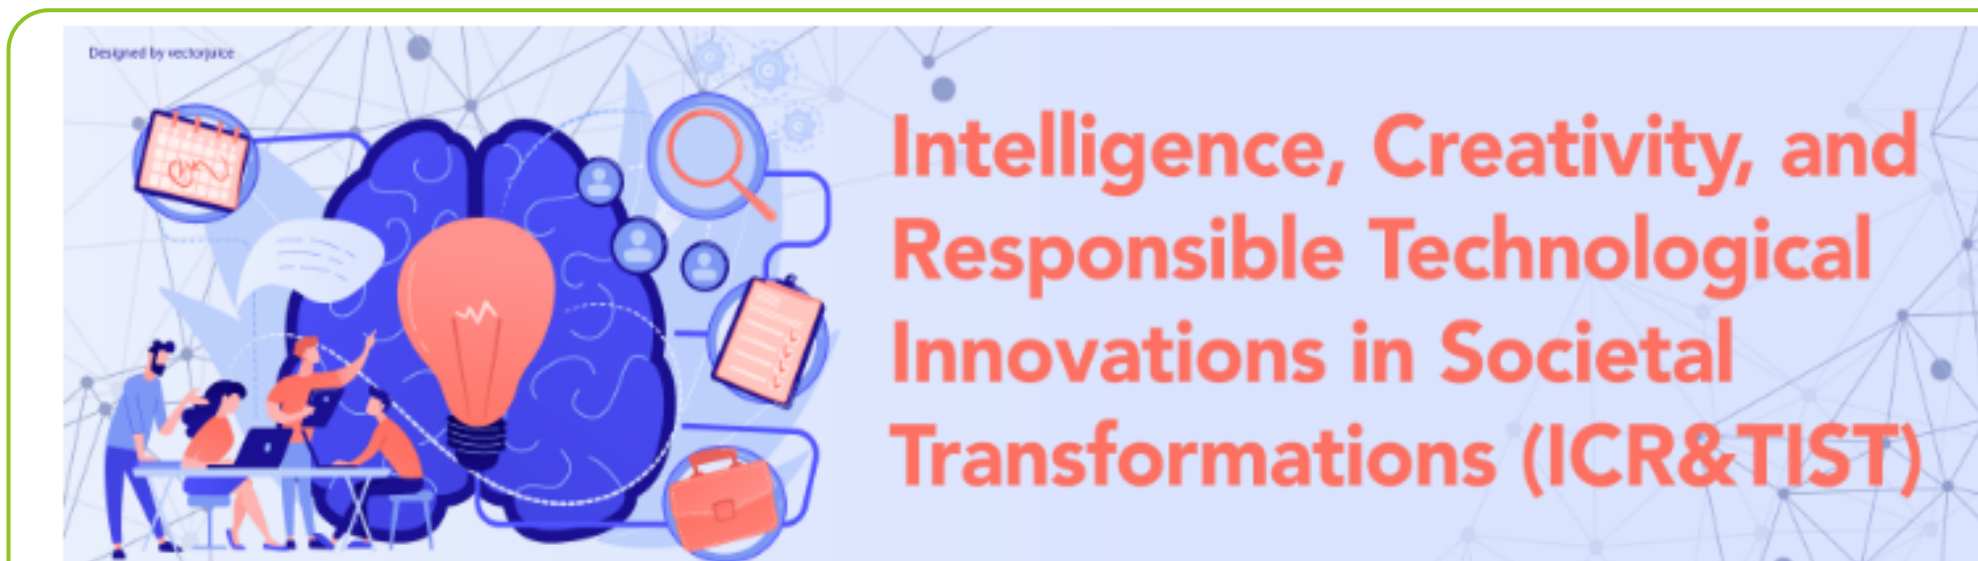 Designed by vectorjuice
Intelligence, Creativity, and
Responsible Technological
Innovations in Societal
Transformations (ICR&TIST)